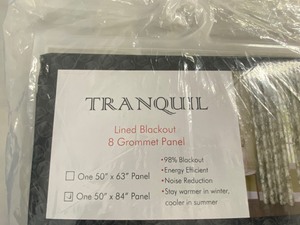 TRANQUIL
Lined Blackout
8 Grommet Panel
One 50" x 63" Panel
One 50" x 84" Panel
•98% Blackout
•Energy Efficient
•Noise Reduction
•Stay warmer in winter,
cooler in summer